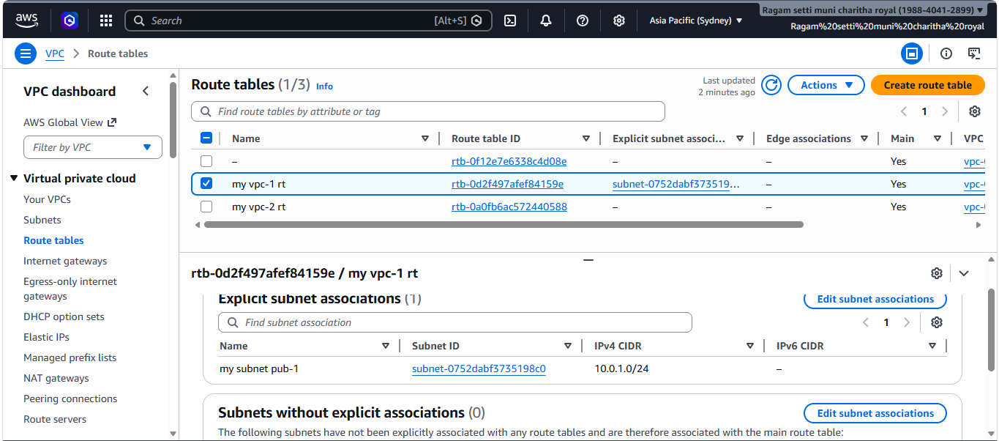 aws
Search [Alt+S]
Asia Pacific (Sydney)
Ragam setti muni charitha royal (1988-4041-2899)
Ragam%20setti%20muni%20charitha%20royal
VPC > Route tables
VPC dashboard
AWS Global View
Filter by VPC
Virtual private cloud
Your VPCs
Subnets
Route tables
Internet gateways
Egress-only internet
gateways
DHCP option sets
Elastic IPs
Managed prefix lists
NAT gateways
Peering connections
Route servers
Route tables (1/3) Info
Last updated
2 minutes ago
Actions
Create route table
Find route tables by attribute or tag
1
Name Route table ID Explicit subnet associ... Edge associations Main VPC
– rtb-0f12e7e6338c4d08e – – Yes vpc-
my vpc-1 rt rtb-0d2f497afef84159e subnet-0752dabf373519... – Yes vpc-
my vpc-2 rt rtb-0a0fb6ac572440588 – – Yes vpc-
rtb-0d2f497afef84159e / my vpc-1 rt
Explicit subnet associations (1)
Edit subnet associations
Find subnet association
1
Name Subnet ID IPv4 CIDR IPv6 CIDR
my subnet pub-1 subnet-0752dabf3735198c0 10.0.1.0/24 –
Subnets without explicit associations (0)
Edit subnet associations
The following subnets have not been explicitly associated with any route tables and are therefore associated with the main route table: